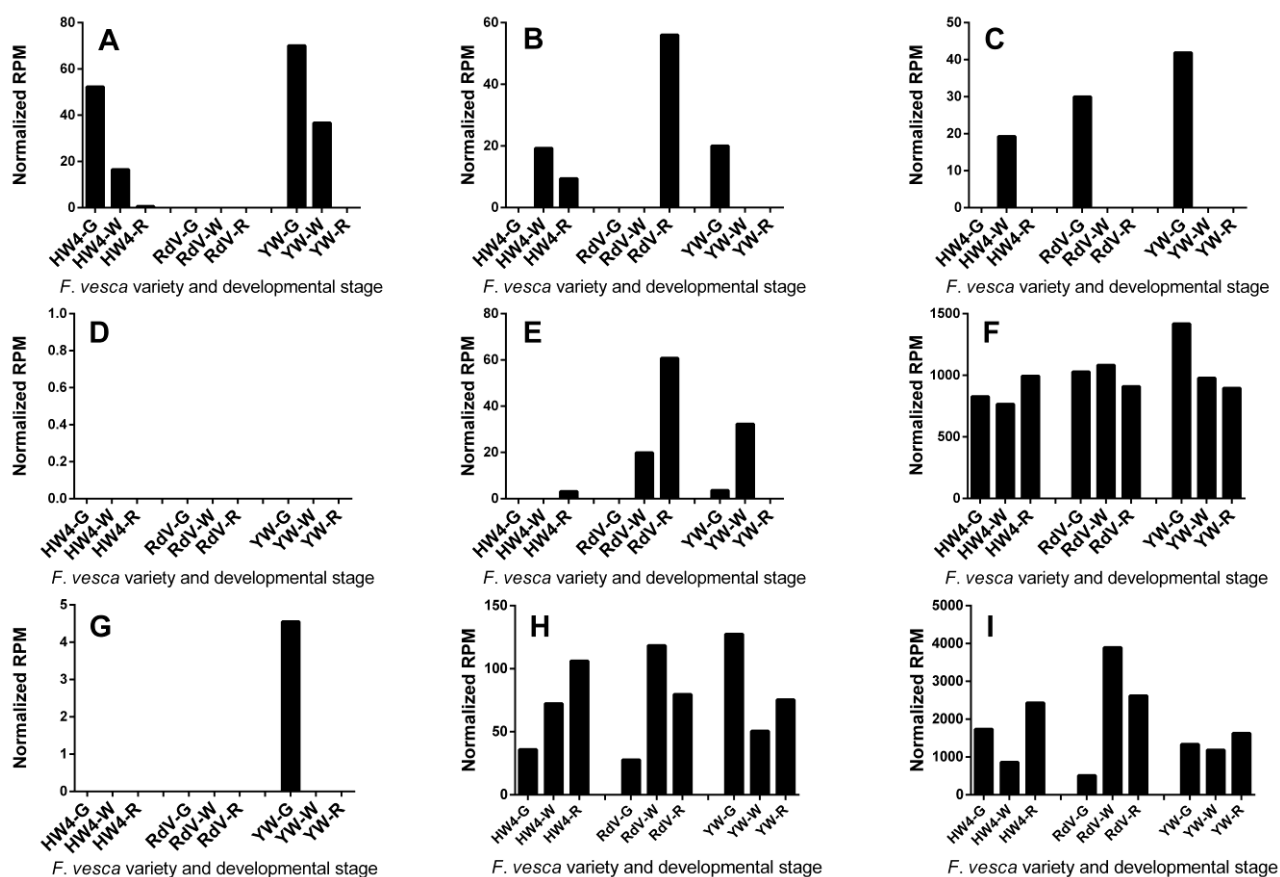 A
Normalized RPM
80
60
40
20
0
HW4-G
HW4-W
HW4-R
RdV-G
RdV-W
RdV-R
YW-G
YW-W
YW-R
F. vesca variety and developmental stage
B
Normalized RPM
60
40
20
0
HW4-G
HW4-W
HW4-R
RdV-G
RdV-W
RdV-R
YW-G
YW-W
YW-R
F. vesca variety and developmental stage
C
Normalized RPM
50
40
30
20
10
0
HW4-G
HW4-W
HW4-R
RdV-G
RdV-W
RdV-R
YW-G
YW-W
YW-R
F. vesca variety and developmental stage
D
Normalized RPM
1.0
0.8
0.6
0.4
0.2
0.0
HW4-G
HW4-W
HW4-R
RdV-G
RdV-W
RdV-R
YW-G
YW-W
YW-R
F. vesca variety and developmental stage
E
Normalized RPM
80
60
40
20
0
HW4-G
HW4-W
HW4-R
RdV-G
RdV-W
RdV-R
YW-G
YW-W
YW-R
F. vesca variety and developmental stage
F
Normalized RPM
1500
1000
500
0
HW4-G
HW4-W
HW4-R
RdV-G
RdV-W
RdV-R
YW-G
YW-W
YW-R
F. vesca variety and developmental stage
G
Normalized RPM
5
4
3
2
1
0
HW4-G
HW4-W
HW4-R
RdV-G
RdV-W
RdV-R
YW-G
YW-W
YW-R
F. vesca variety and developmental stage
H
Normalized RPM
150
100
50
0
HW4-G
HW4-W
HW4-R
RdV-G
RdV-W
RdV-R
YW-G
YW-W
YW-R
F. vesca variety and developmental stage
I
Normalized RPM
5000
4000
3000
2000
1000
0
HW4-G
HW4-W
HW4-R
RdV-G
RdV-W
RdV-R
YW-G
YW-W
YW-R
F. vesca variety and developmental stage